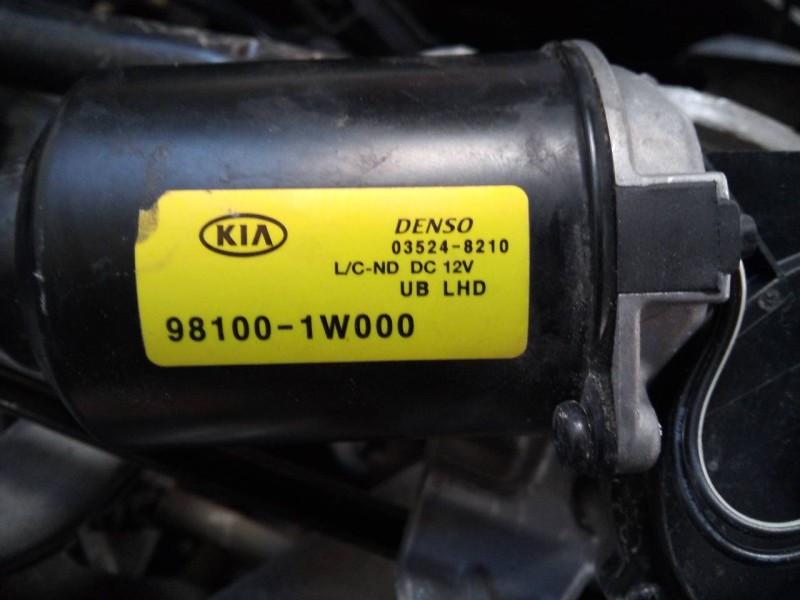 KIA
DENSO
03524-8210
L/C-ND DC 12V
UB LHD
98100-1W000